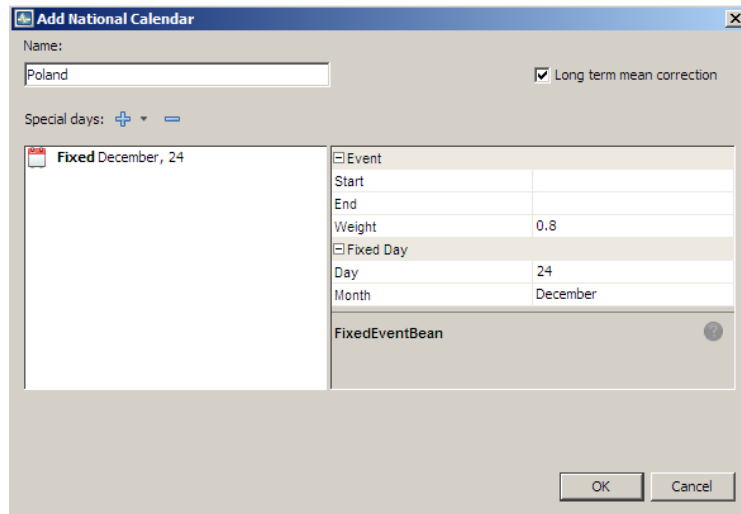 Add National Calendar
Name:
Poland
Long term mean correction
Special days:
Fixed December, 24
Event
Start
End
Weight 0.8
Fixed Day
Day 24
Month December
FixedEventBean
?
OK Cancel